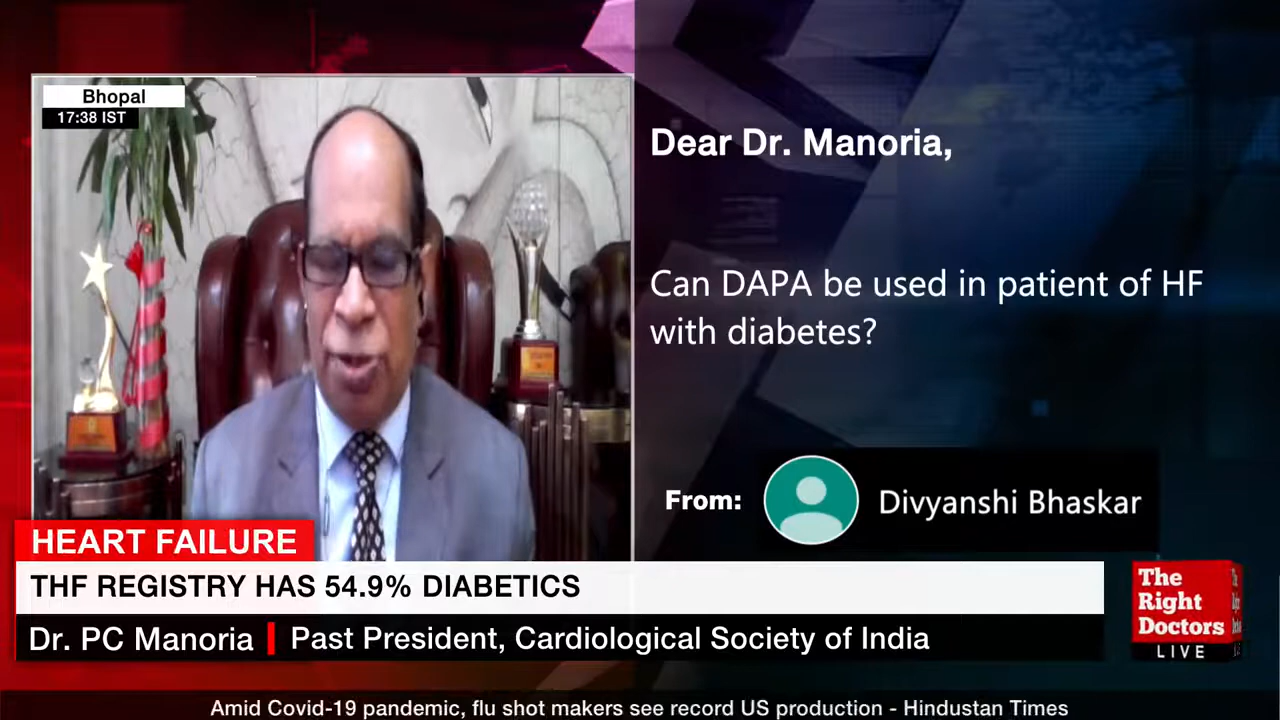 Bhopal
17:38 IST
Dear Dr. Manoria,
Can DAPA be used in patient of HF
with diabetes?
From:
Divyanshi Bhaskar
HEART FAILURE
THF REGISTRY HAS 54.9% DIABETICS
Dr. PC Manoria | Past President, Cardiological Society of India
The
Right
Doctors
LIVE
Amid Covid-19 pandemic, flu shot makers see record US production - Hindustan Times